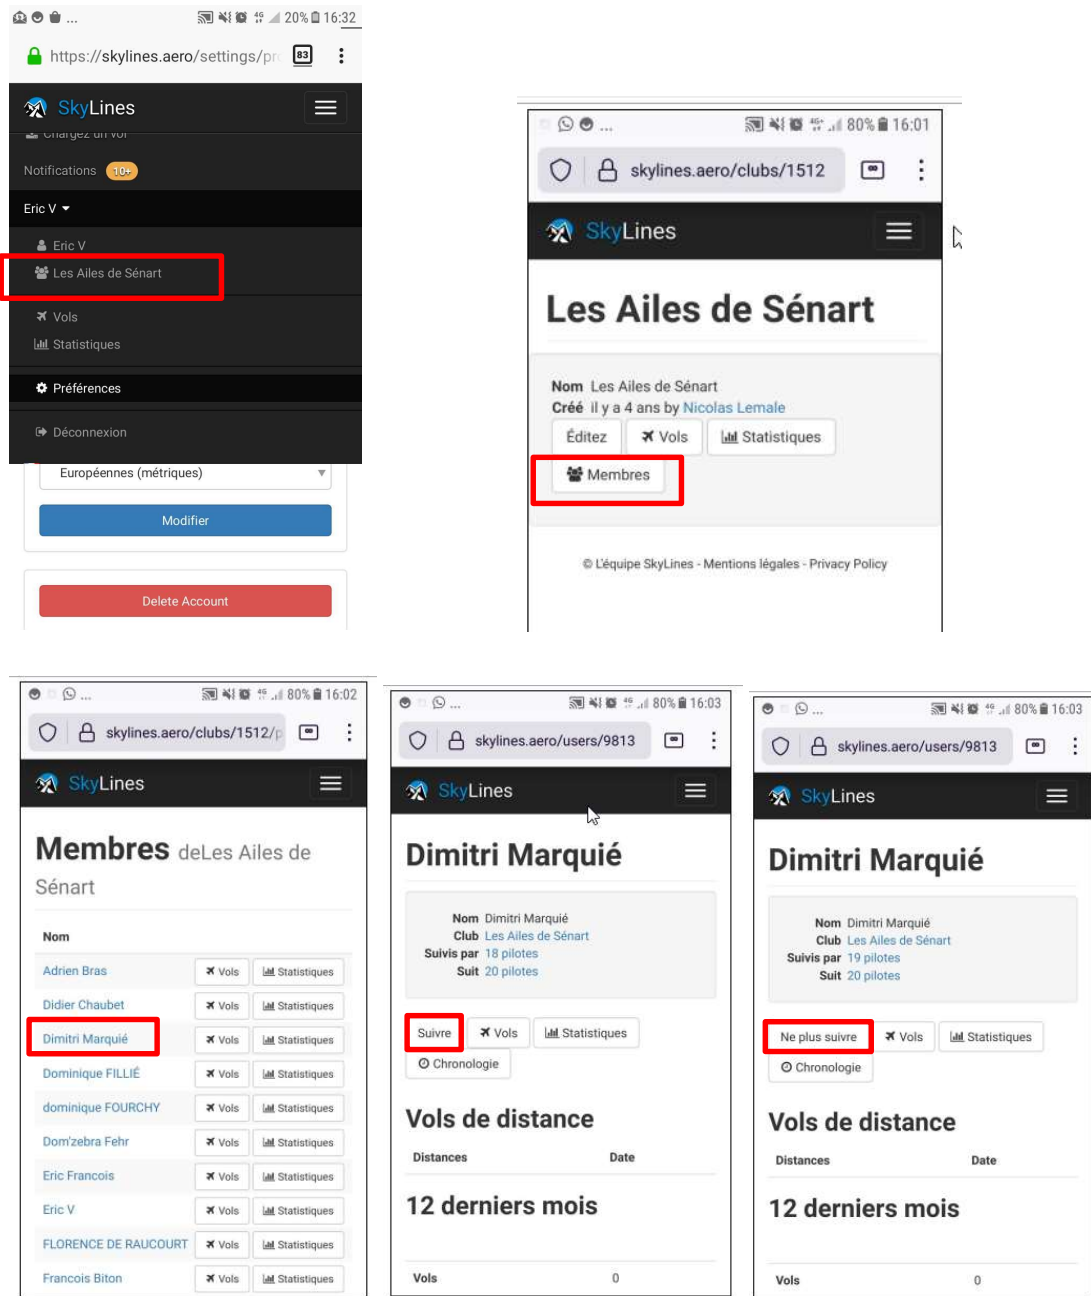 ... 4G 20% 16:32
https://skylines.aero/settings/pr 83
SkyLines
Chargez un vol
Notifications 10+
Eric V
Eric V
Les Ailes de Sénart
Vols
Statistiques
Préférences
Déconnexion
Européennes (métriques)
Modifier
Delete Account
... 4G+ 80% 16:01
skylines.aero/clubs/1512
SkyLines
Les Ailes de Sénart
Nom Les Ailes de Sénart
Créé il y a 4 ans by Nicolas Lemale
Éditez Vols Statistiques
Membres
© L'équipe SkyLines - Mentions légales - Privacy Policy
... 4G 80% 16:02
skylines.aero/clubs/1512/p
SkyLines
Membres deLes Ailes de
Sénart
Nom
Adrien Bras Vols Statistiques
Didier Chaubet Vols Statistiques
Dimitri Marquié Vols Statistiques
Dominique FILLIÉ Vols Statistiques
dominique FOURCHY Vols Statistiques
Dom'zebra Fehr Vols Statistiques
Eric Francois Vols Statistiques
Eric V Vols Statistiques
FLORENCE DE RAUCOURT Vols Statistiques
Francois Biton Vols Statistiques
... 4G 80% 16:03
skylines.aero/users/9813
SkyLines
Dimitri Marquié
Nom Dimitri Marquié
Club Les Ailes de Sénart
Suivis par 18 pilotes
Suit 20 pilotes
Suivre Vols Statistiques
Chronologie
Vols de distance
Distances Date
12 derniers mois
Vols 0
... 4G 80% 16:03
skylines.aero/users/9813
SkyLines
Dimitri Marquié
Nom Dimitri Marquié
Club Les Ailes de Sénart
Suivis par 19 pilotes
Suit 20 pilotes
Ne plus suivre Vols Statistiques
Chronologie
Vols de distance
Distances Date
12 derniers mois
Vols 0